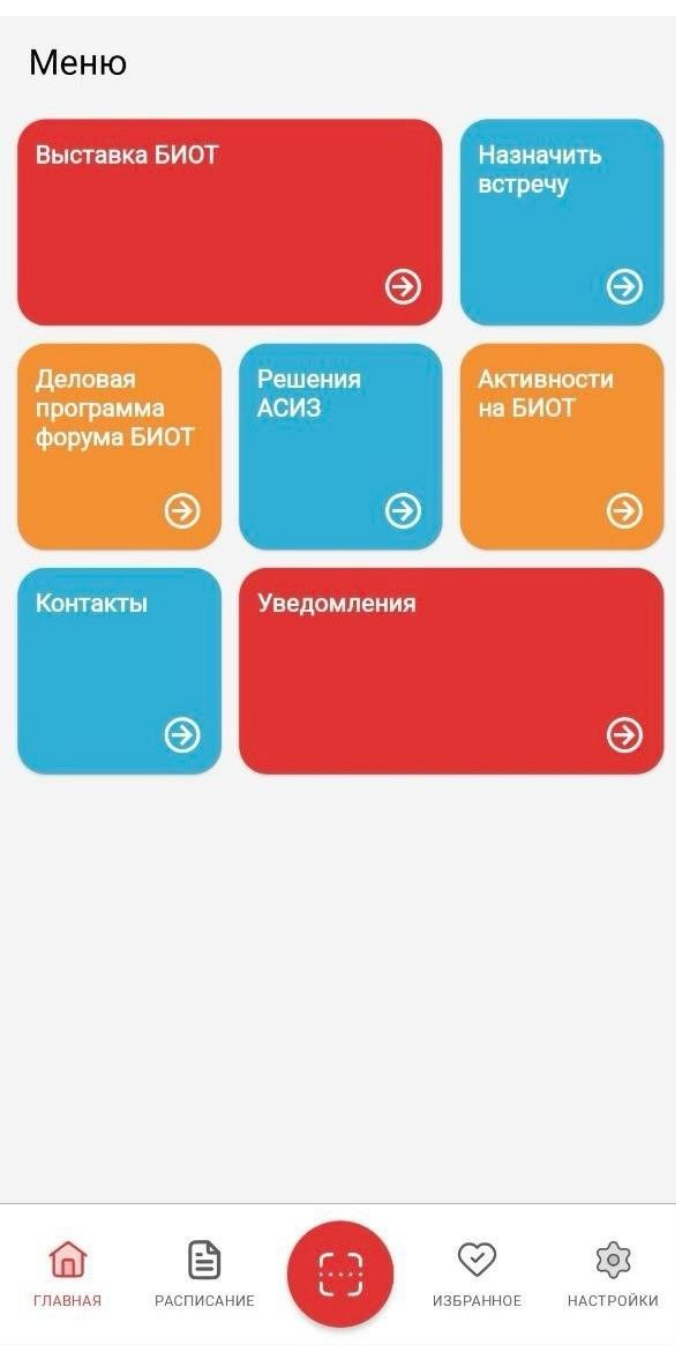 Меню
Выставка БИОТ
Назначить
встречу
Деловая
программа
форума БИОТ
Решения
АСИЗ
Активности
на БИОТ
Контакты
Уведомления
ГЛАВНАЯ
РАСПИСАНИЕ
ИЗБРАННОЕ
НАСТРОЙКИ